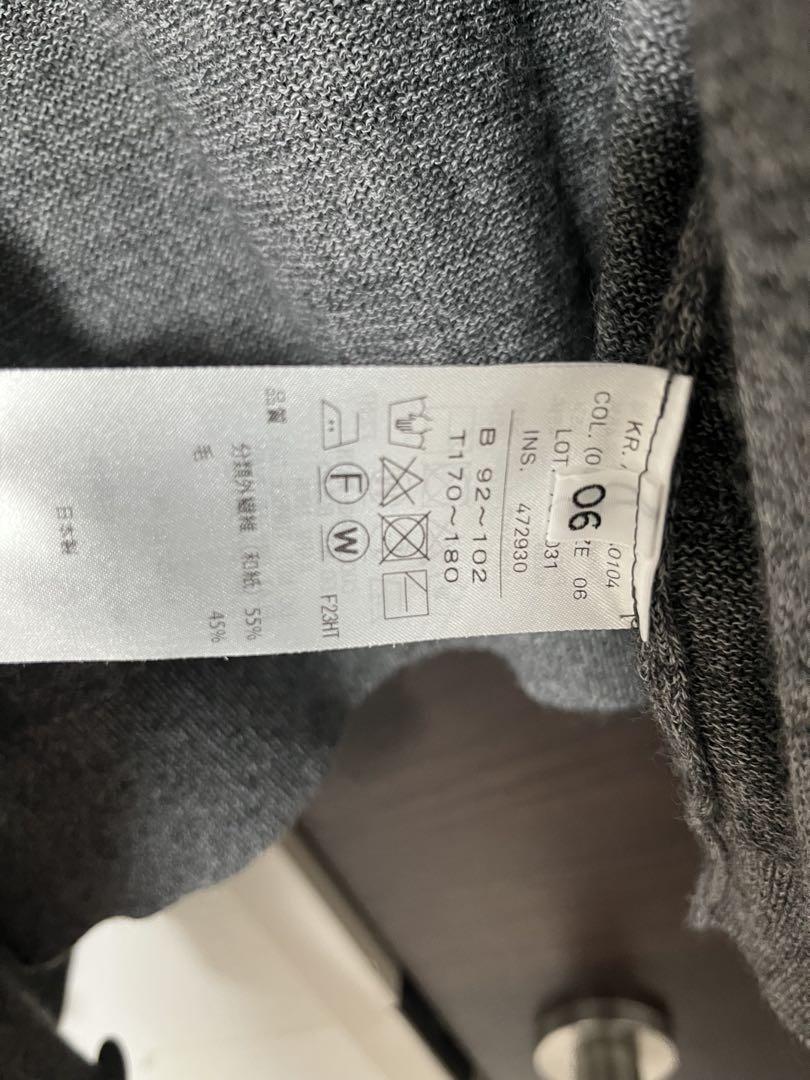 KR. .0104
COL. (0 06 'E 06
LOT. 031
INS. 472930
B 92～102
T170～180
F W F23HT
品質
分類外繊維 和紙 55%
毛 45%
日本製